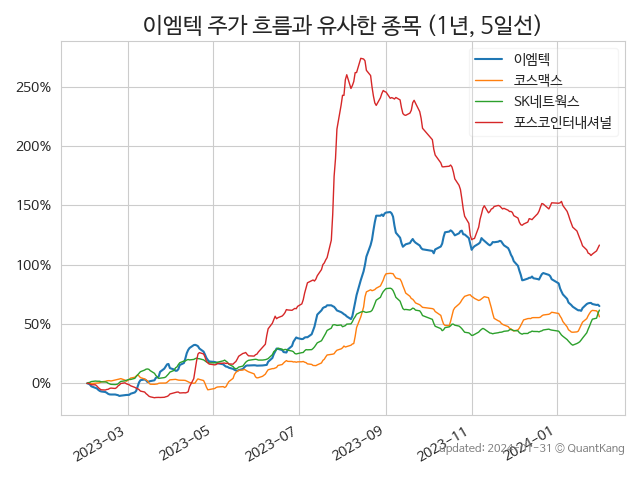 이엠텍 주가 흐름과 유사한 종목 (1년, 5일선)
이엠텍
코스맥스
SK네트웍스
포스코인터내셔널
250%
200%
150%
100%
50%
0%
2023-03
2023-05
2023-07
2023-09
2023-11
2024-01
updated: 2024-01-31 © QuantKang